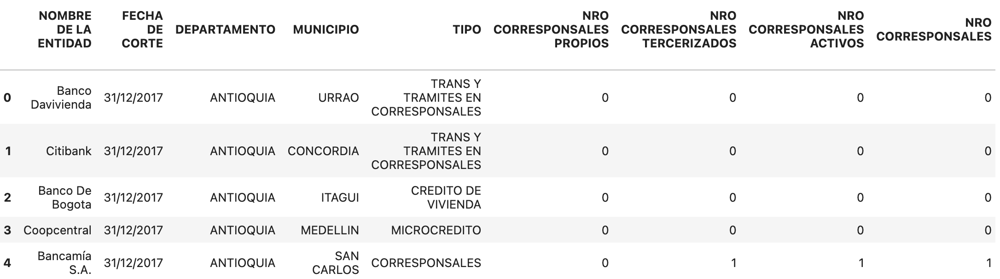 NOMBRE DE LA ENTIDAD FECHA DE CORTE DEPARTAMENTO MUNICIPIO TIPO NRO CORRESPONSALES PROPIOS NRO CORRESPONSALES TERCERIZADOS NRO CORRESPONSALES ACTIVOS NRO CORRESPONSALES
0 Banco Davivienda 31/12/2017 ANTIOQUIA URRAO TRANS Y TRAMITES EN CORRESPONSALES 0 0 0 0
1 Citibank 31/12/2017 ANTIOQUIA CONCORDIA TRANS Y TRAMITES EN CORRESPONSALES 0 0 0 0
2 Banco De Bogota 31/12/2017 ANTIOQUIA ITAGUI CREDITO DE VIVIENDA 0 0 0 0
3 Coopcentral 31/12/2017 ANTIOQUIA MEDELLIN MICROCREDITO 0 0 0 0
4 Bancamía S.A. 31/12/2017 ANTIOQUIA SAN CARLOS CORRESPONSALES 0 1 1 1